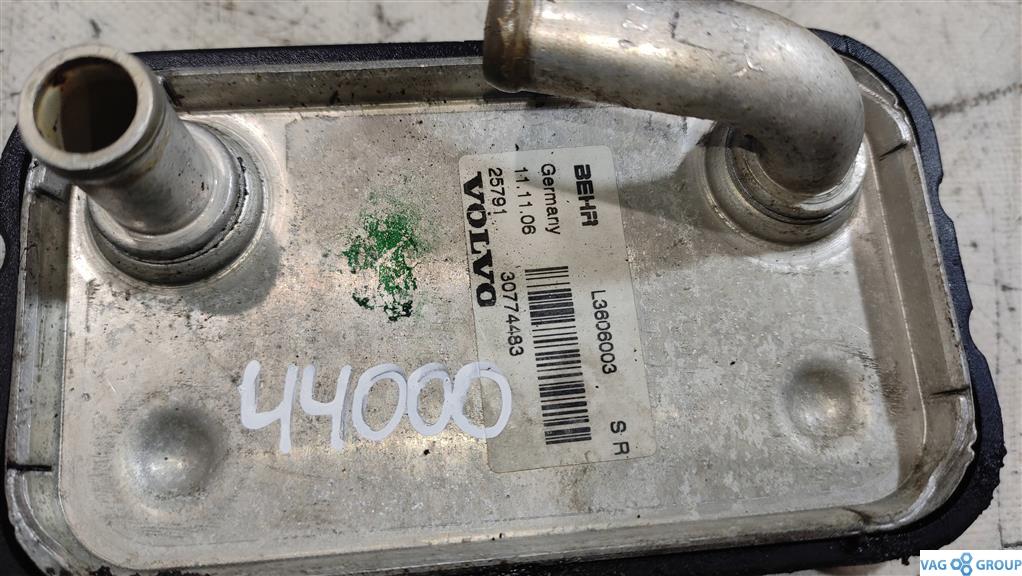 BEHR
Germany L3606003 S R
11.11.06
25791 30774483
VOLVO
44000
VAG GROUP